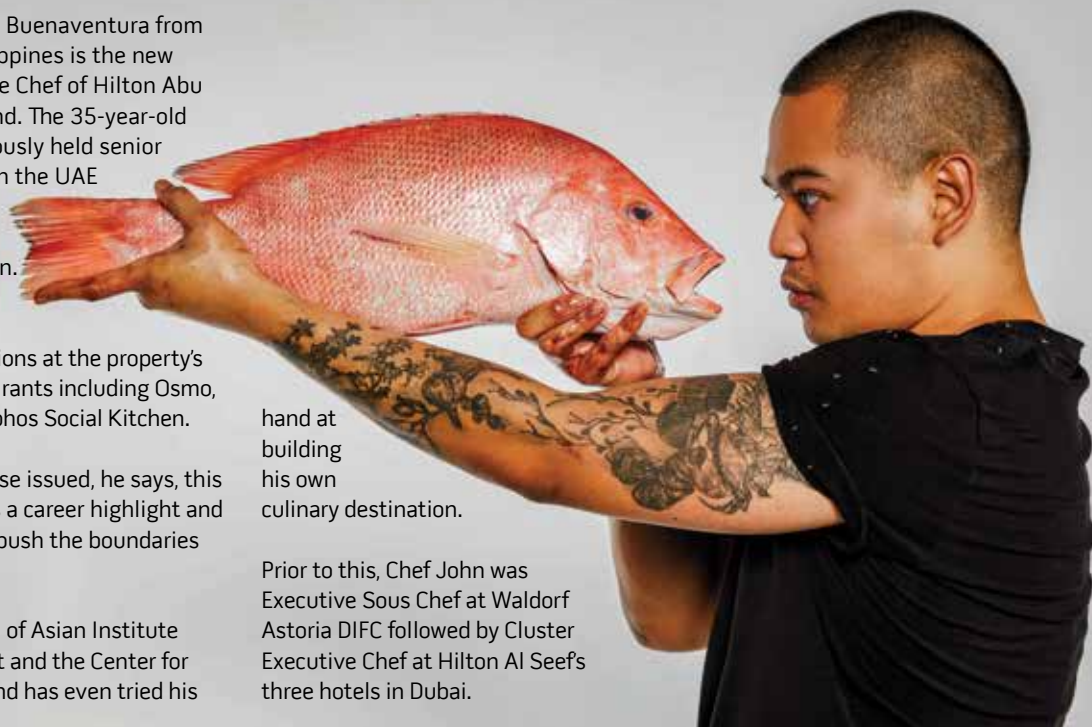 Buenaventura from
ppines is the new
e Chef of Hilton Abu
nd. The 35-year-old
ously held senior
n the UAE
n.
ions at the property's
rants including Osmo,
phos Social Kitchen.
se issued, he says, this
a career highlight and
push the boundaries
of Asian Institute
t and the Center for
nd has even tried his
hand at
building
his own
culinary destination.
Prior to this, Chef John was
Executive Sous Chef at Waldorf
Astoria DIFC followed by Cluster
Executive Chef at Hilton Al Seef's
three hotels in Dubai.